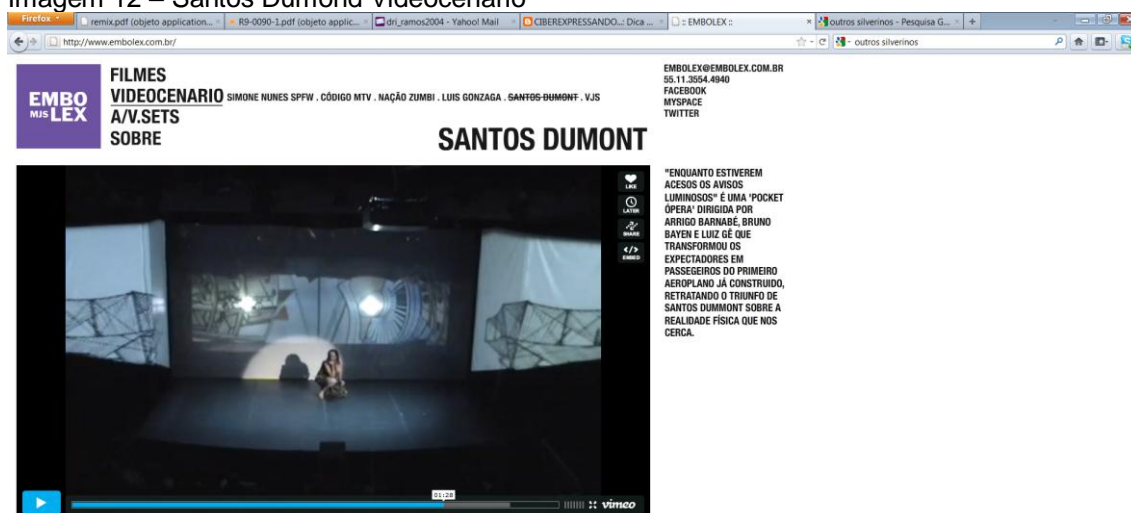 Imagem 12 – Santos Dumond Videocenário
Firefox
remix.pdf (objeto application...
R9-0090-1.pdf (objeto applic...
dri_ramos2004 - Yahoo! Mail
CIBEREXPRESSANDO..: Dica ...
:: EMBOLEX ::
outros silverinos - Pesquisa G...
http://www.embolex.com.br/
outros silverinos
EMBO
MJS LEX
FILMES
VIDEOCENARIO SIMONE NUNES SPFW . CÓDIGO MTV . NAÇÃO ZUMBI . LUIS GONZAGA . SANTOS DUMONT . VJS
A/V.SETS
SOBRE
SANTOS DUMONT
EMBOLEX@EMBOLEX.COM.BR
55.11.3554.4940
FACEBOOK
MYSPACE
TWITTER
LIKE
LATER
SHARE
EMBED
01:28
vimeo
"ENQUANTO ESTIVEREM
ACESOS OS AVISOS
LUMINOSOS" É UMA 'POCKET
ÓPERA' DIRIGIDA POR
ARRIGO BARNABÉ, BRUNO
BAYEN E LUIZ GÊ QUE
TRANSFORMOU OS
EXPECTADORES EM
PASSEGEIROS DO PRIMEIRO
AEROPLANO JÁ CONSTRUIDO,
RETRATANDO O TRIUNFO DE
SANTOS DUMMONT SOBRE A
REALIDADE FÍSICA QUE NOS
CERCA.